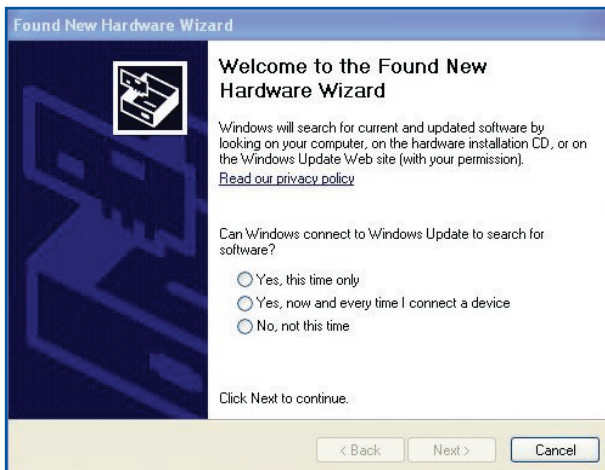 Found New Hardware Wizard
Welcome to the Found New
Hardware Wizard
Windows will search for current and updated software by
looking on your computer, on the hardware installation CD, or on
the Windows Update Web site (with your permission).
Read our privacy policy
Can Windows connect to Windows Update to search for
software?
Yes, this time only
Yes, now and every time I connect a device
No, not this time
Click Next to continue.
< Back Next > Cancel